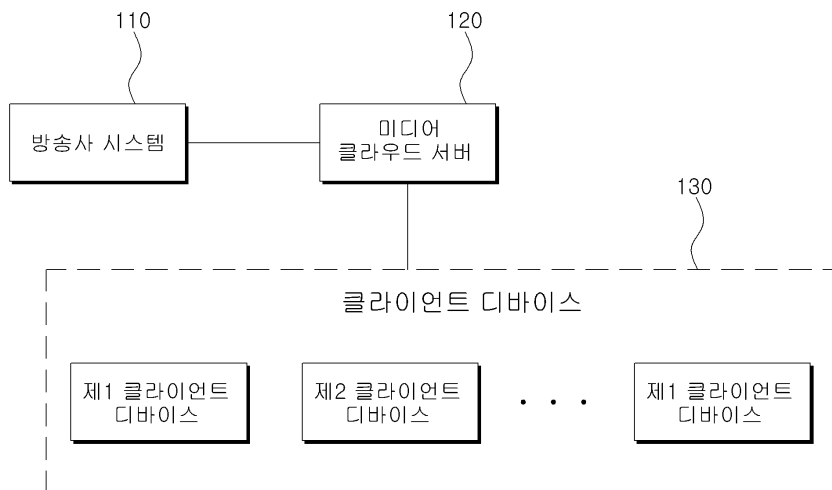 110
120
방송사 시스템
미디어
클라우드 서버
130
클라이언트 디바이스
제1 클라이언트
디바이스
제2 클라이언트
디바이스
· · ·
제1 클라이언트
디바이스